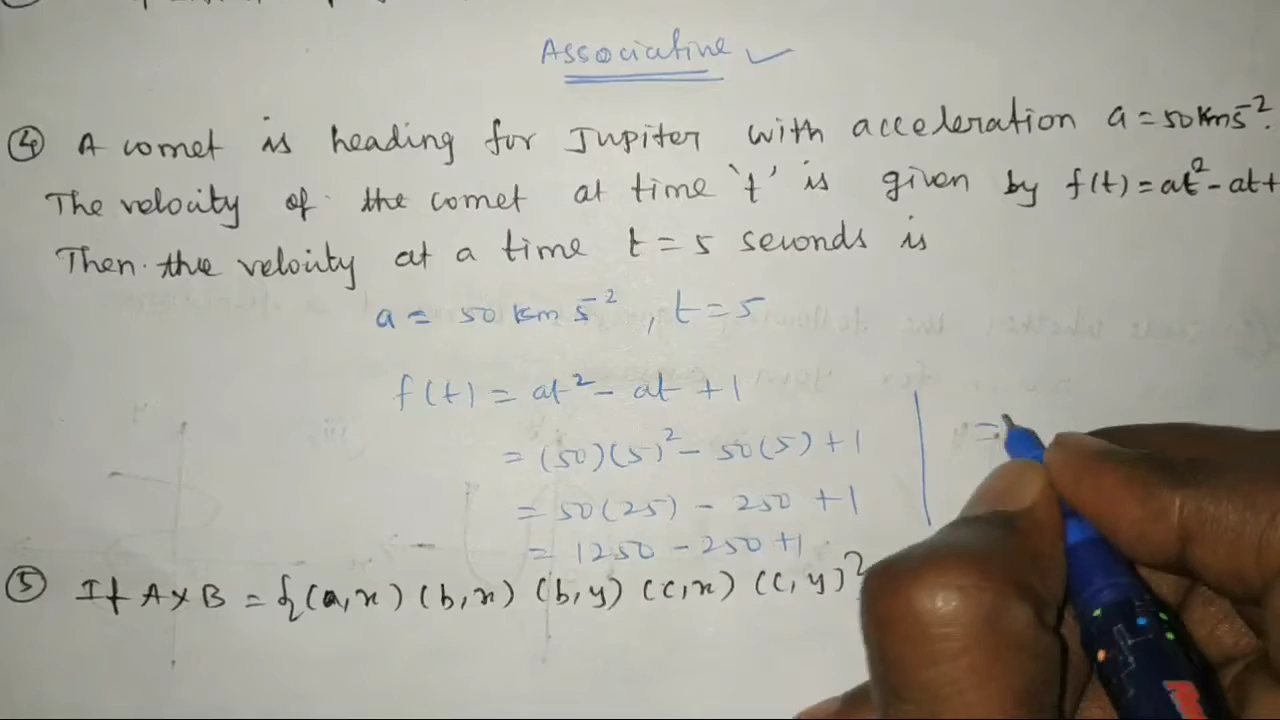 Associative ✓
④ A comet is heading for Jupiter with acceleration a = 50 kms⁻².
The velocity of the comet at time 't' is given by f(t) = at² - at +
Then the velocity at a time t = 5 seconds is
a = 50 km s⁻², t = 5
f(t) = at² - at + 1
= (50)(5)² - 50(5) + 1
= 50(25) - 250 + 1
= 1250 - 250 + 1
=
⑤ If A×B = {(a,x) (b,x) (b,y) (c,x) (c,y)